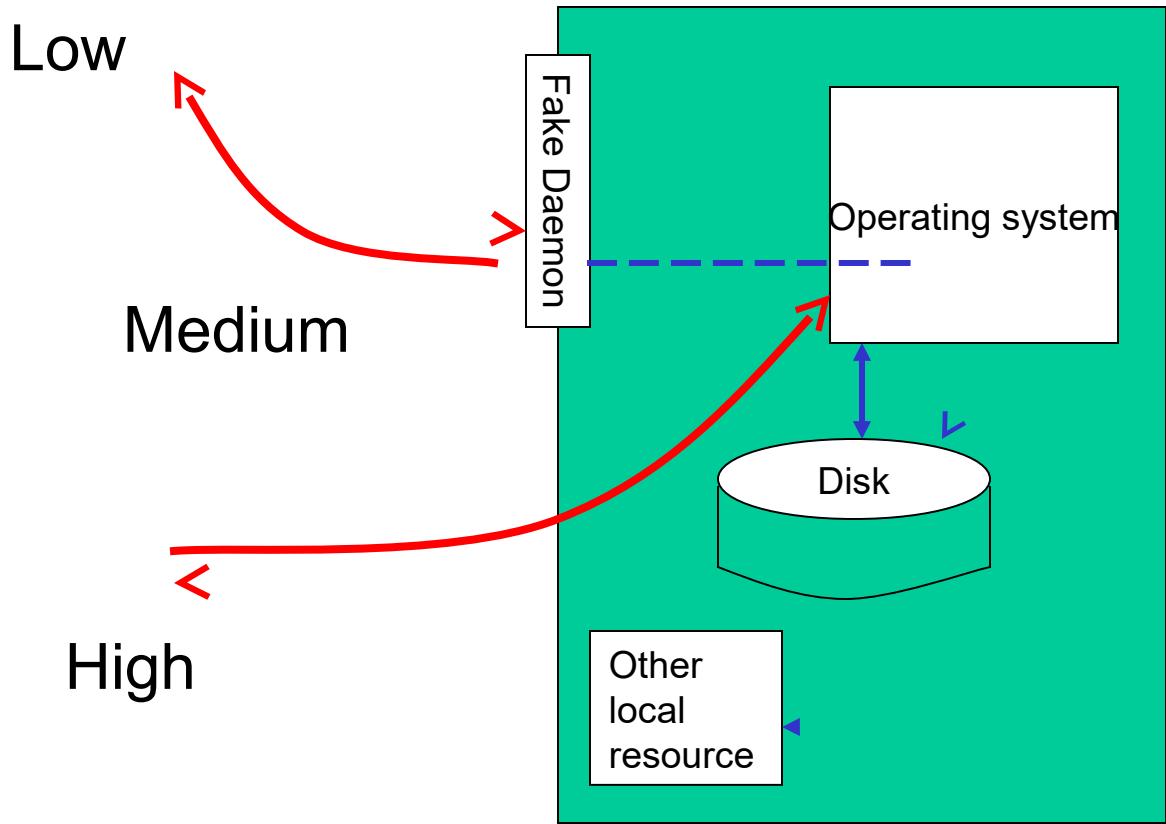 Low
Fake Daemon
Operating system
Medium
Disk
High
Other
local
resource